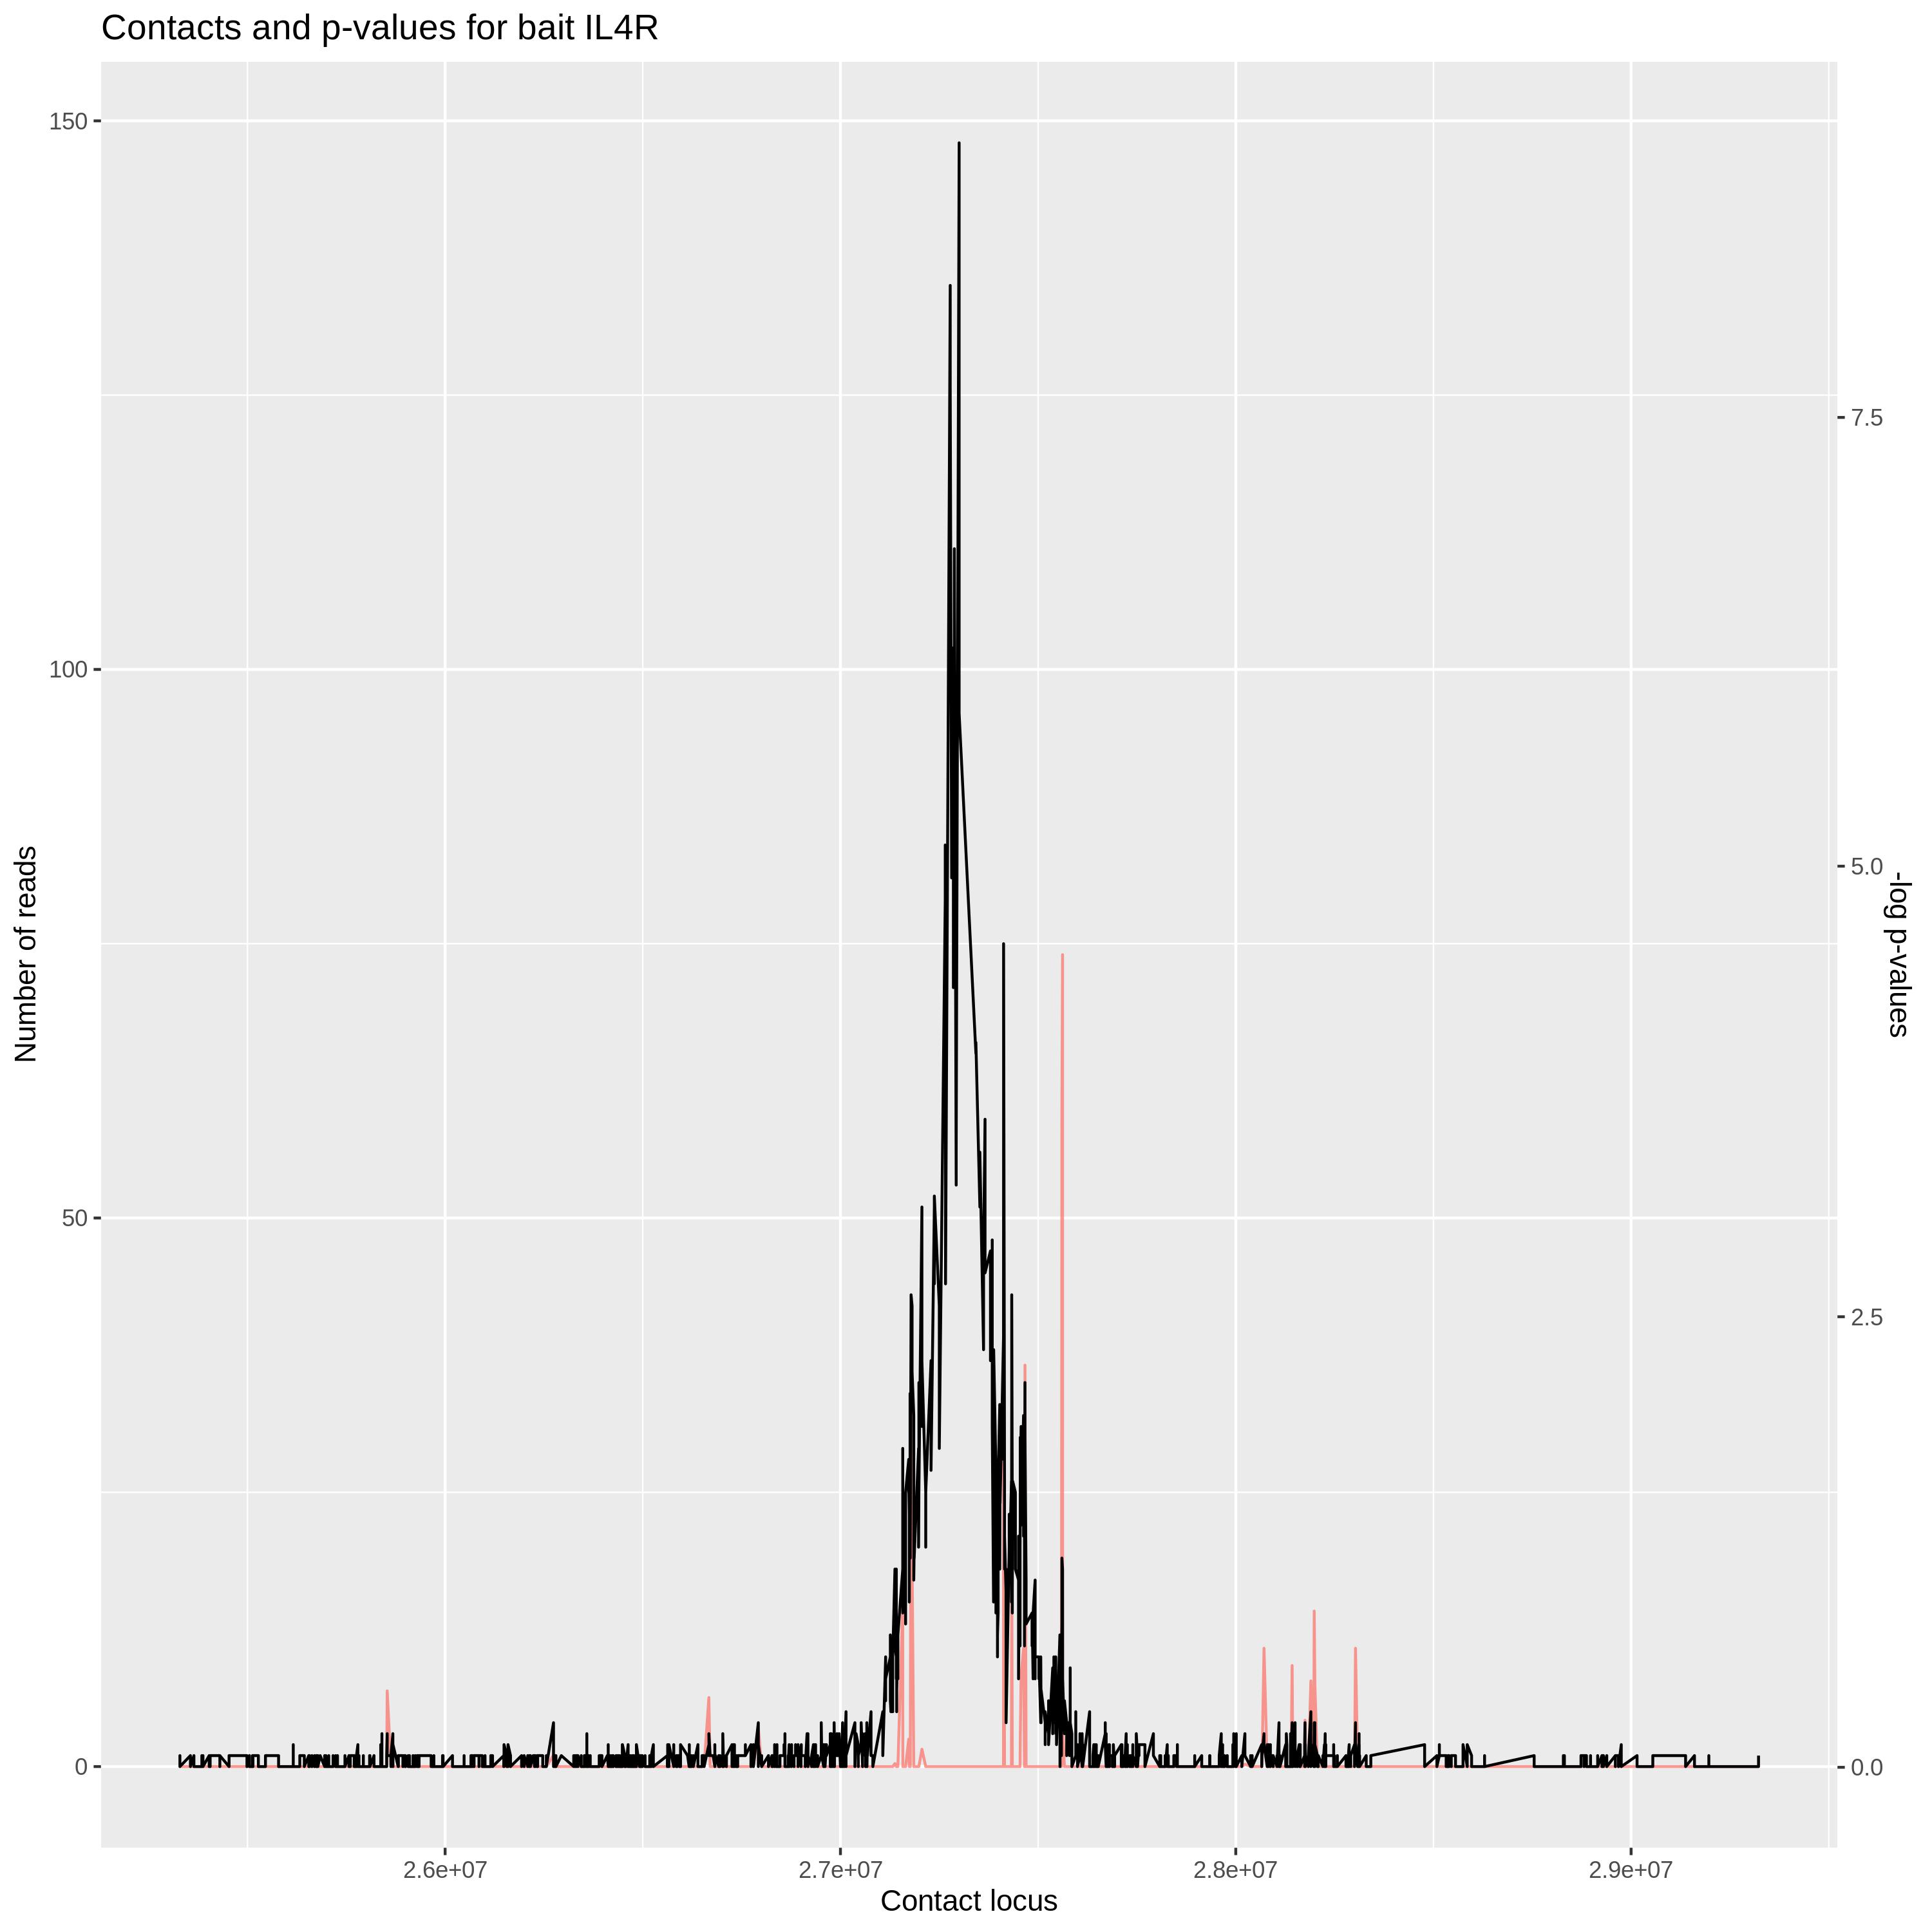 Contacts and p-values for bait IL4R
150
100
50
0
Number of reads
7.5
5.0
2.5
0.0
-log p-values
2.6e+07
2.7e+07
2.8e+07
2.9e+07
Contact locus